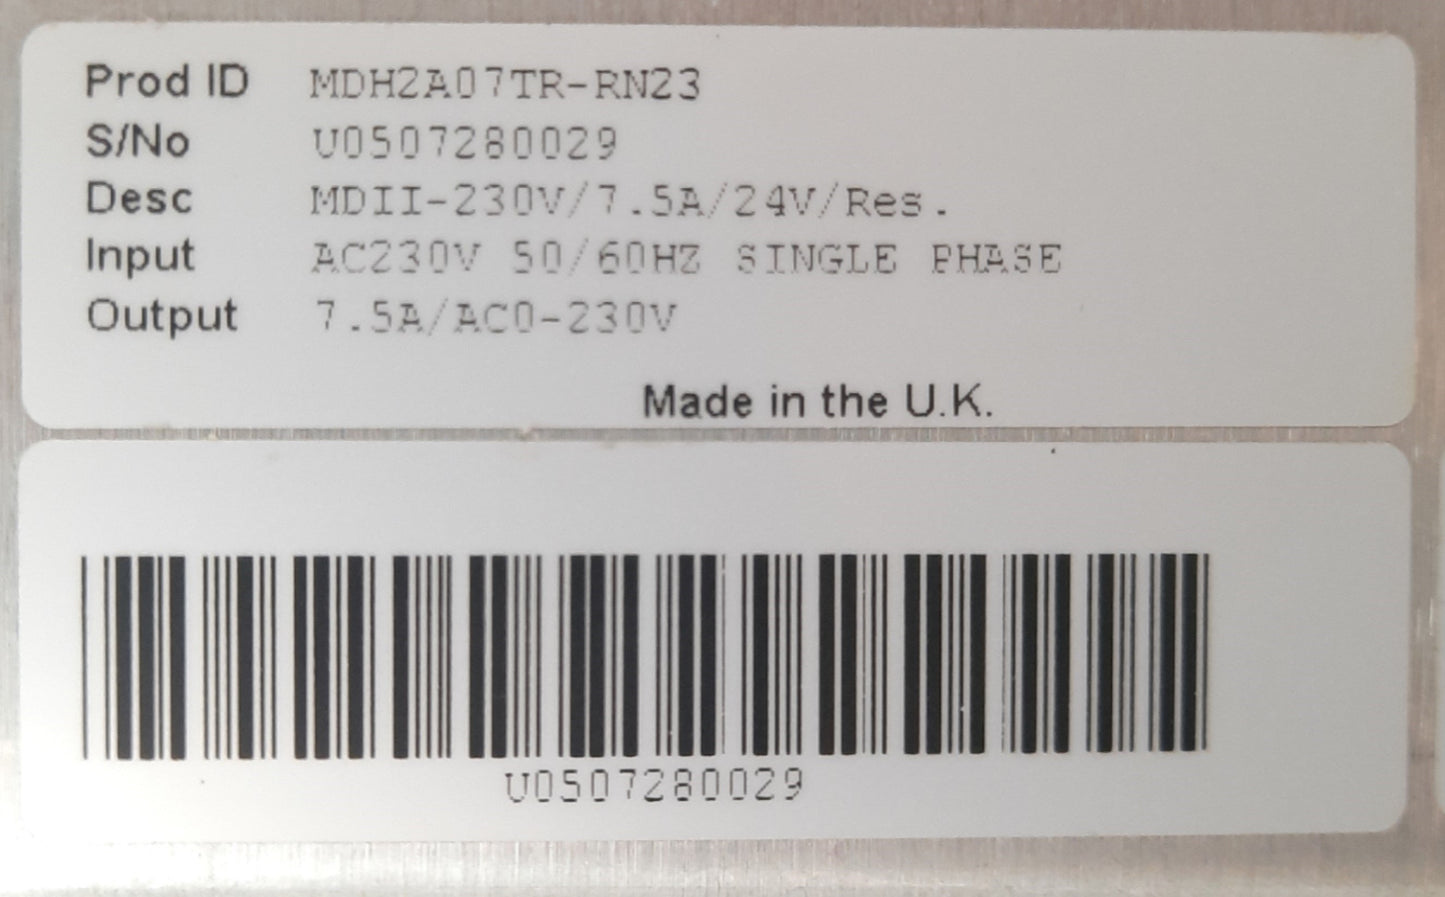 Prod ID MDH2A07TR-RN23
S/No U0507280029
Desc MDII-230V/7.5A/24V/Res.
Input AC230V 50/60HZ SINGLE PHASE
Output 7.5A/AC0-230V
Made in the U.K.
U0507280029